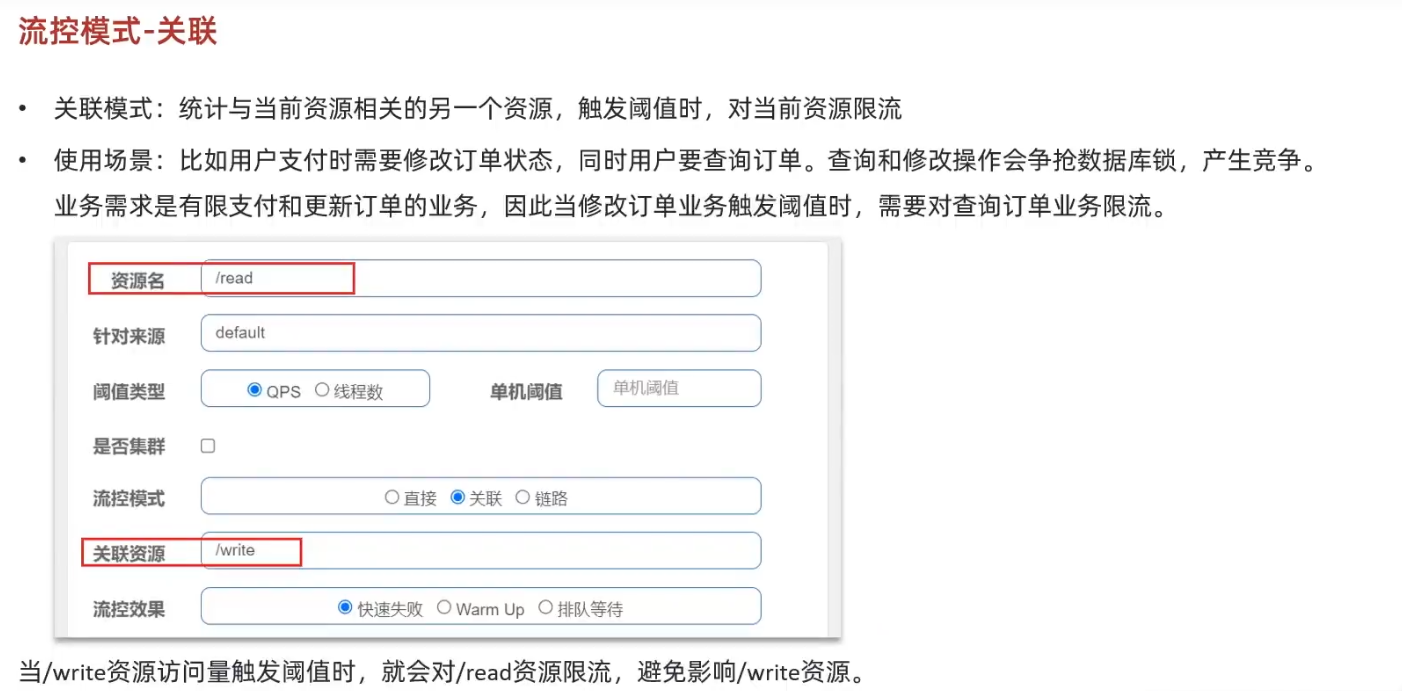 流控模式-关联
• 关联模式：统计与当前资源相关的另一个资源，触发阈值时，对当前资源限流
• 使用场景：比如用户支付时需要修改订单状态，同时用户要查询订单。查询和修改操作会争抢数据库锁，产生竞争。
业务需求是有限支付和更新订单的业务，因此当修改订单业务触发阈值时，需要对查询订单业务限流。
资源名 /read
针对来源 default
阈值类型 QPS 线程数 单机阈值 单机阈值
是否集群
流控模式 直接 关联 链路
关联资源 /write
流控效果 快速失败 Warm Up 排队等待
当/write资源访问量触发阈值时，就会对/read资源限流，避免影响/write资源。